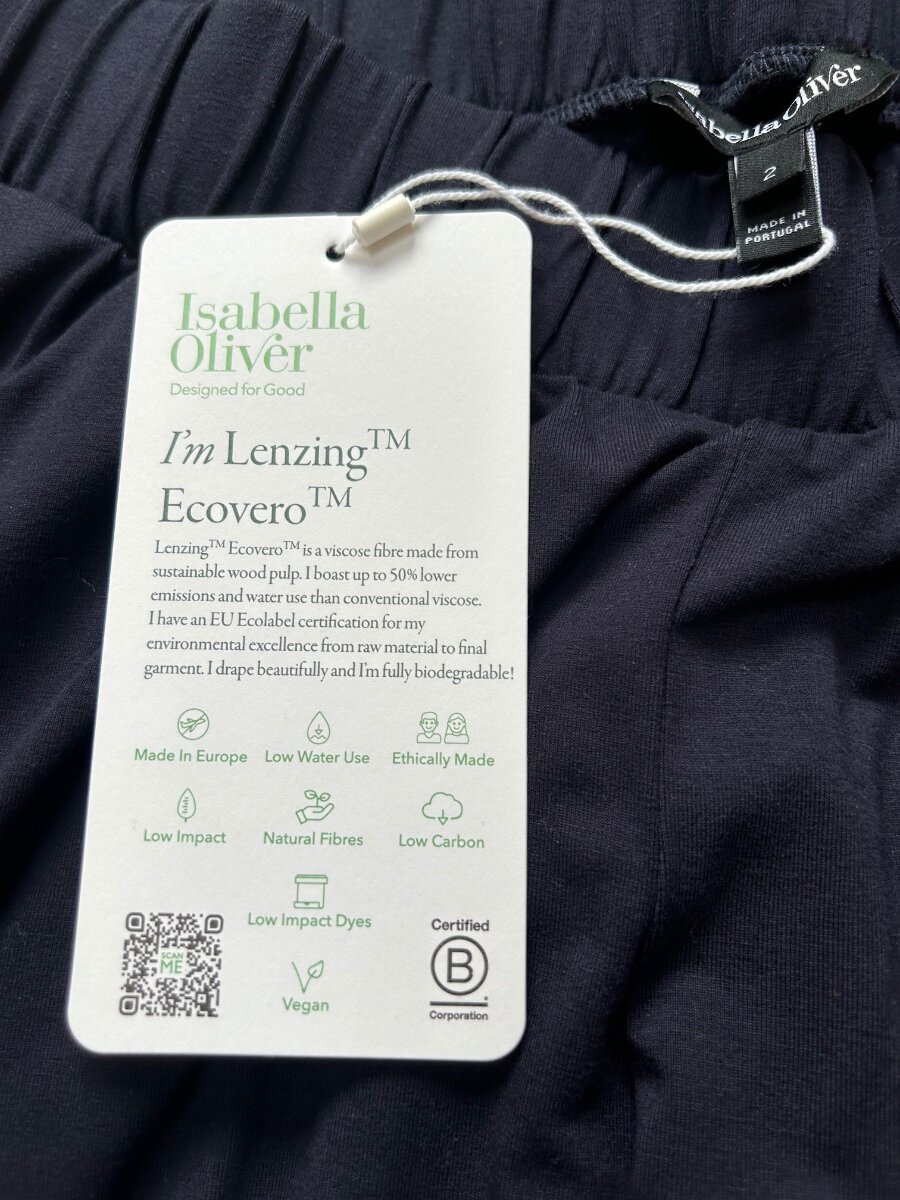 Isabella Oliver
2
MADE IN
PORTUGAL
Isabella
Oliver
Designed for Good
I'm Lenzing™
Ecovero™
Lenzing™ Ecovero™ is a viscose fibre made from
sustainable wood pulp. I boast up to 50% lower
emissions and water use than conventional viscose.
I have an EU Ecolabel certification for my
environmental excellence from raw material to final
garment. I drape beautifully and I'm fully biodegradable!
Made In Europe Low Water Use Ethically Made
Low Impact Natural Fibres Low Carbon
Low Impact Dyes
SCAN
ME
Vegan
Certified
B
Corporation